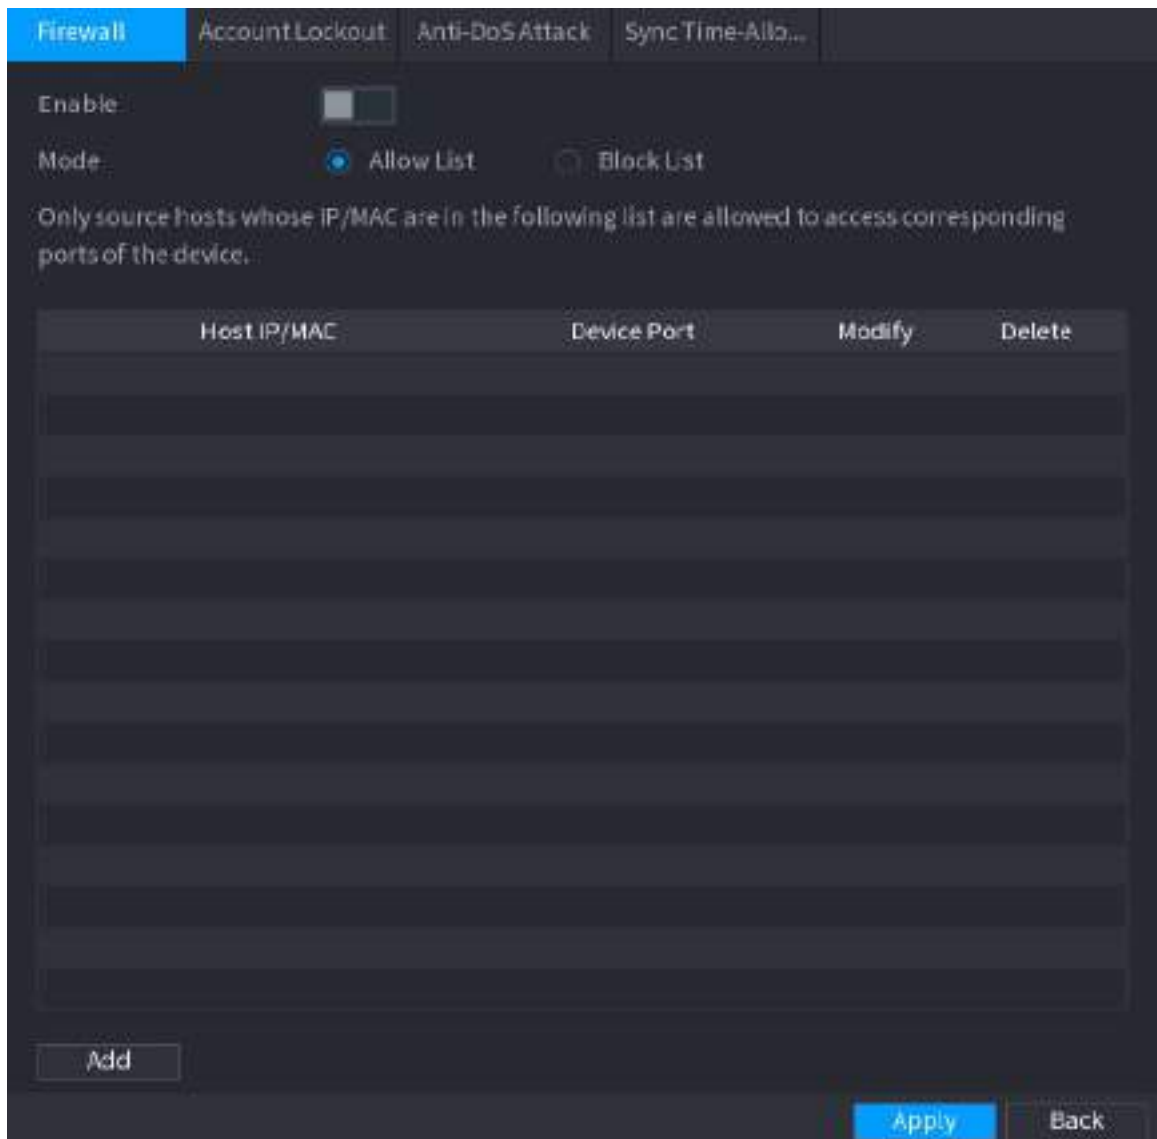 Firewall Account Lockout Anti-DoS Attack Sync Time-Allo...
Enable
Mode Allow List Block List
Only source hosts whose IP/MAC are in the following list are allowed to access corresponding
ports of the device.
Host IP/MAC Device Port Modify Delete
Add
Apply Back